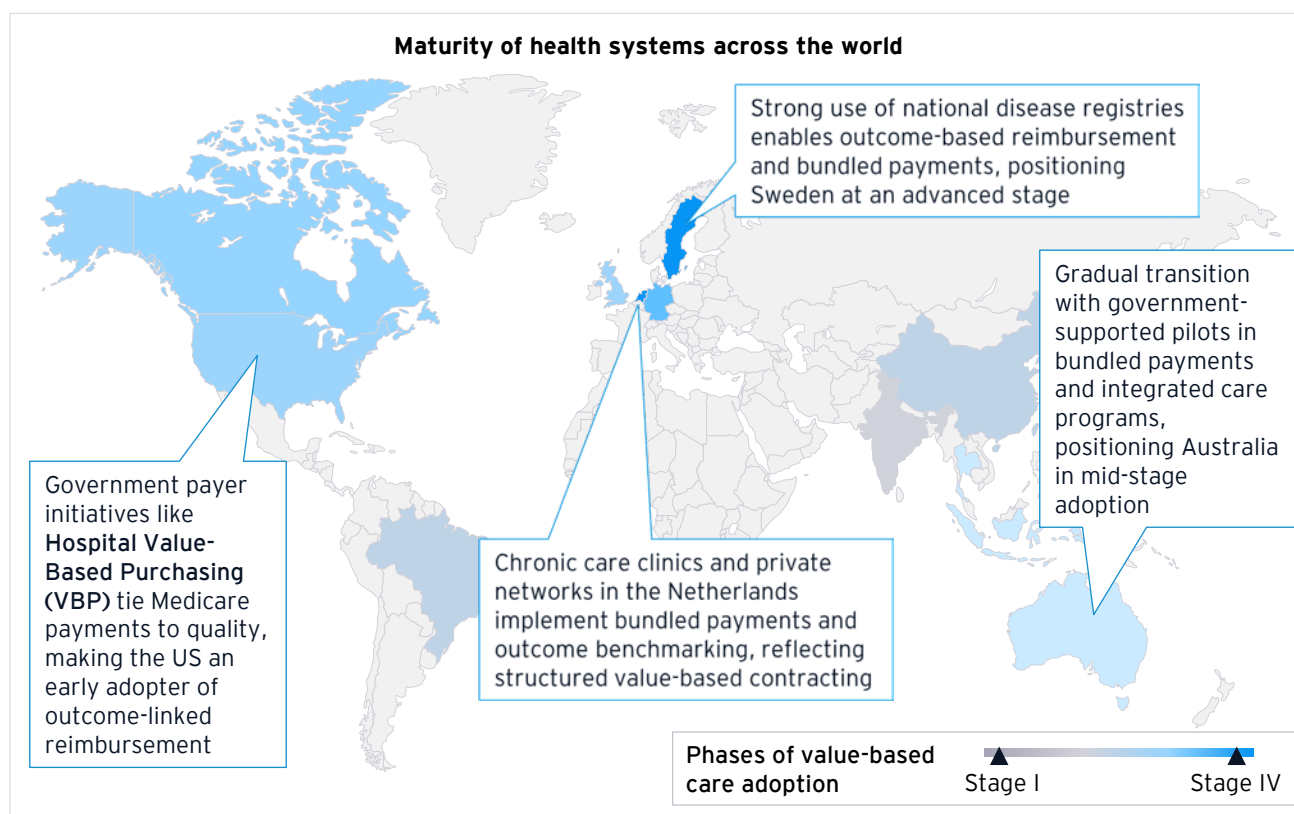 Maturity of health systems across the world
Strong use of national disease registries
enables outcome-based reimbursement
and bundled payments, positioning
Sweden at an advanced stage
Gradual transition
with government-
supported pilots in
bundled payments
and integrated care
programs,
positioning Australia
in mid-stage
adoption
Government payer
initiatives like
Hospital Value-
Based Purchasing
(VBP) tie Medicare
payments to quality,
making the US an
early adopter of
outcome-linked
reimbursement
Chronic care clinics and private
networks in the Netherlands
implement bundled payments and
outcome benchmarking, reflecting
structured value-based contracting
Phases of value-based
care adoption
Stage I
Stage IV